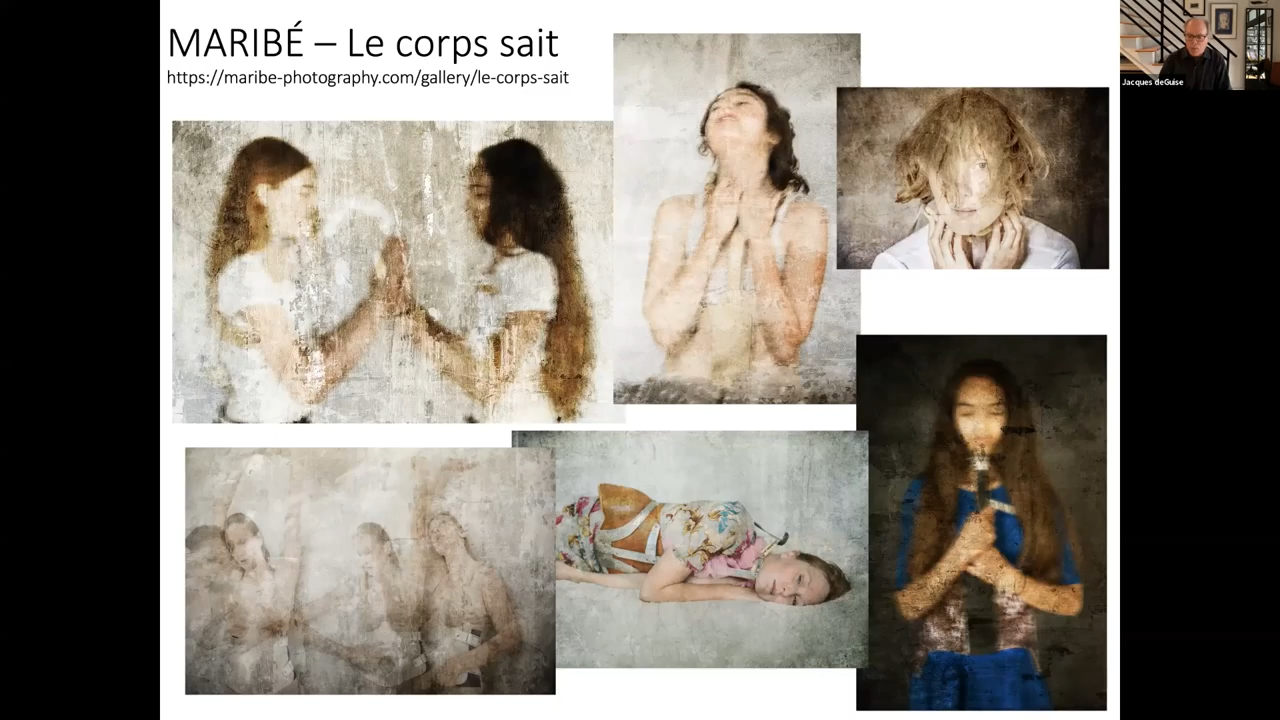 MARIBÉ – Le corps sait
https://maribe-photography.com/gallery/le-corps-sait
Jacques deGuise